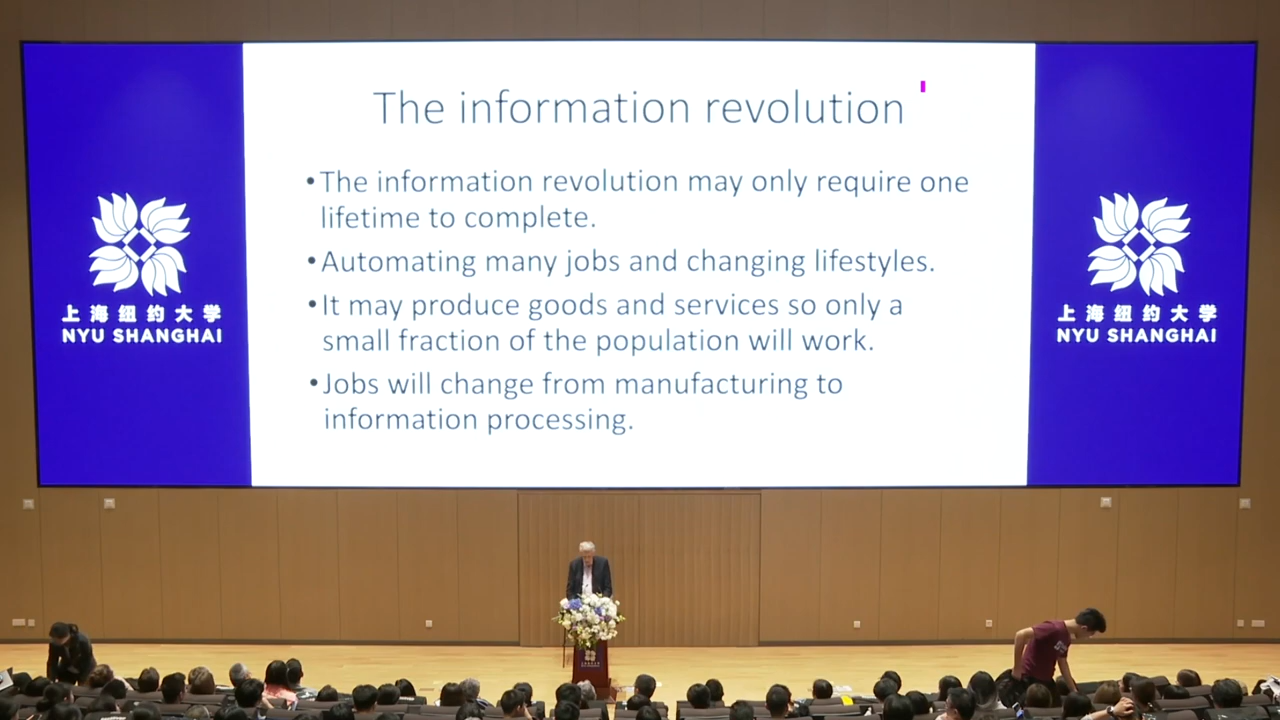 The information revolution
•The information revolution may only require one
lifetime to complete.
•Automating many jobs and changing lifestyles.
•It may produce goods and services so only a
small fraction of the population will work.
•Jobs will change from manufacturing to
information processing.
上海纽约大学
NYU SHANGHAI
上海纽约大学
NYU SHANGHAI